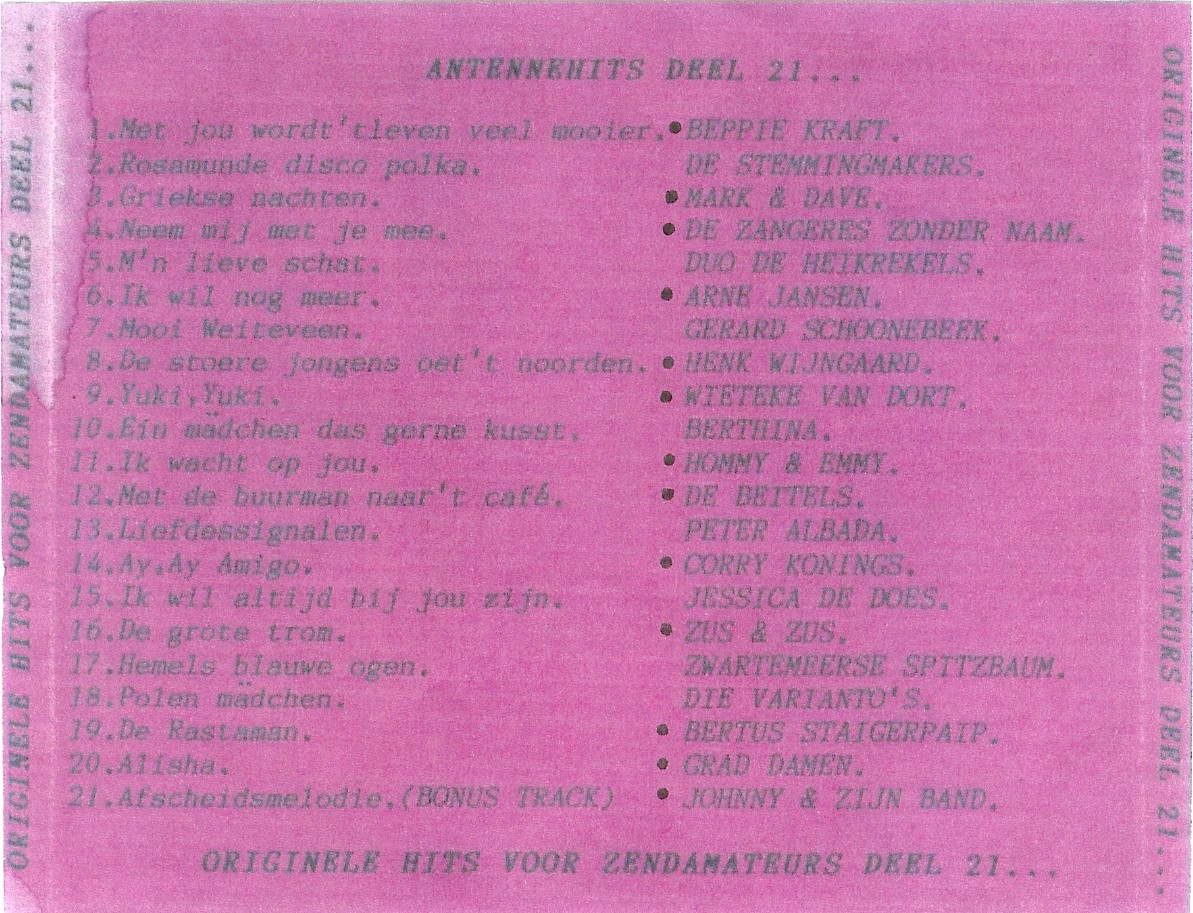 ANTENNEHITS DEEL 21...
1.Met jou wordt'tleven veel mooier. • BEPPIE KRAFT.
2.Rosamunde disco polka. DE STEMMINGMAKERS.
3.Griekse nachten. • MARK & DAVE.
4.Neem mij met je mee. • DE ZANGERES ZONDER NAAM.
5.M'n lieve schat. DUO DE HEIKREKELS.
6.Ik wil nog meer. • ARNE JANSEN.
7.Mooi Weiteveen. GERARD SCHOONEBEEK.
8.De stoere jongens oet't noorden. • HENK WIJNGAARD.
9.Yuki,Yuki. • WIETEKE VAN DORT.
10.Ein mädchen das gerne kusst. BERTHINA.
11.Ik wacht op jou. • HOMMY & EMMY.
12.Met de buurman naar't café. • DE BEITELS.
13.Liefdessignalen. PETER ALBADA.
14.Ay,Ay Amigo. • CORRY KONINGS.
15.Ik wil altijd bij jou zijn. JESSICA DE DOES.
16.De grote trom. • ZUS & ZUS.
17.Hemels blauwe ogen. ZWARTEMEERSE SPITZBAUM.
18.Polen mädchen. DIE VARIANTO'S.
19.De Rastaman. • BERTUS STAIGERPAIP.
20.Alisha. • GRAD DAMEN.
21.Afscheidsmelodie.(BONUS TRACK) • JOHNNY & ZIJN BAND.
ORIGINELE HITS VOOR ZENDAMATEURS DEEL 21...
ORIGINELE HITS VOOR ZENDAMATEURS DEEL 21...
ORIGINELE HITS VOOR ZENDAMATEURS DEEL 21...